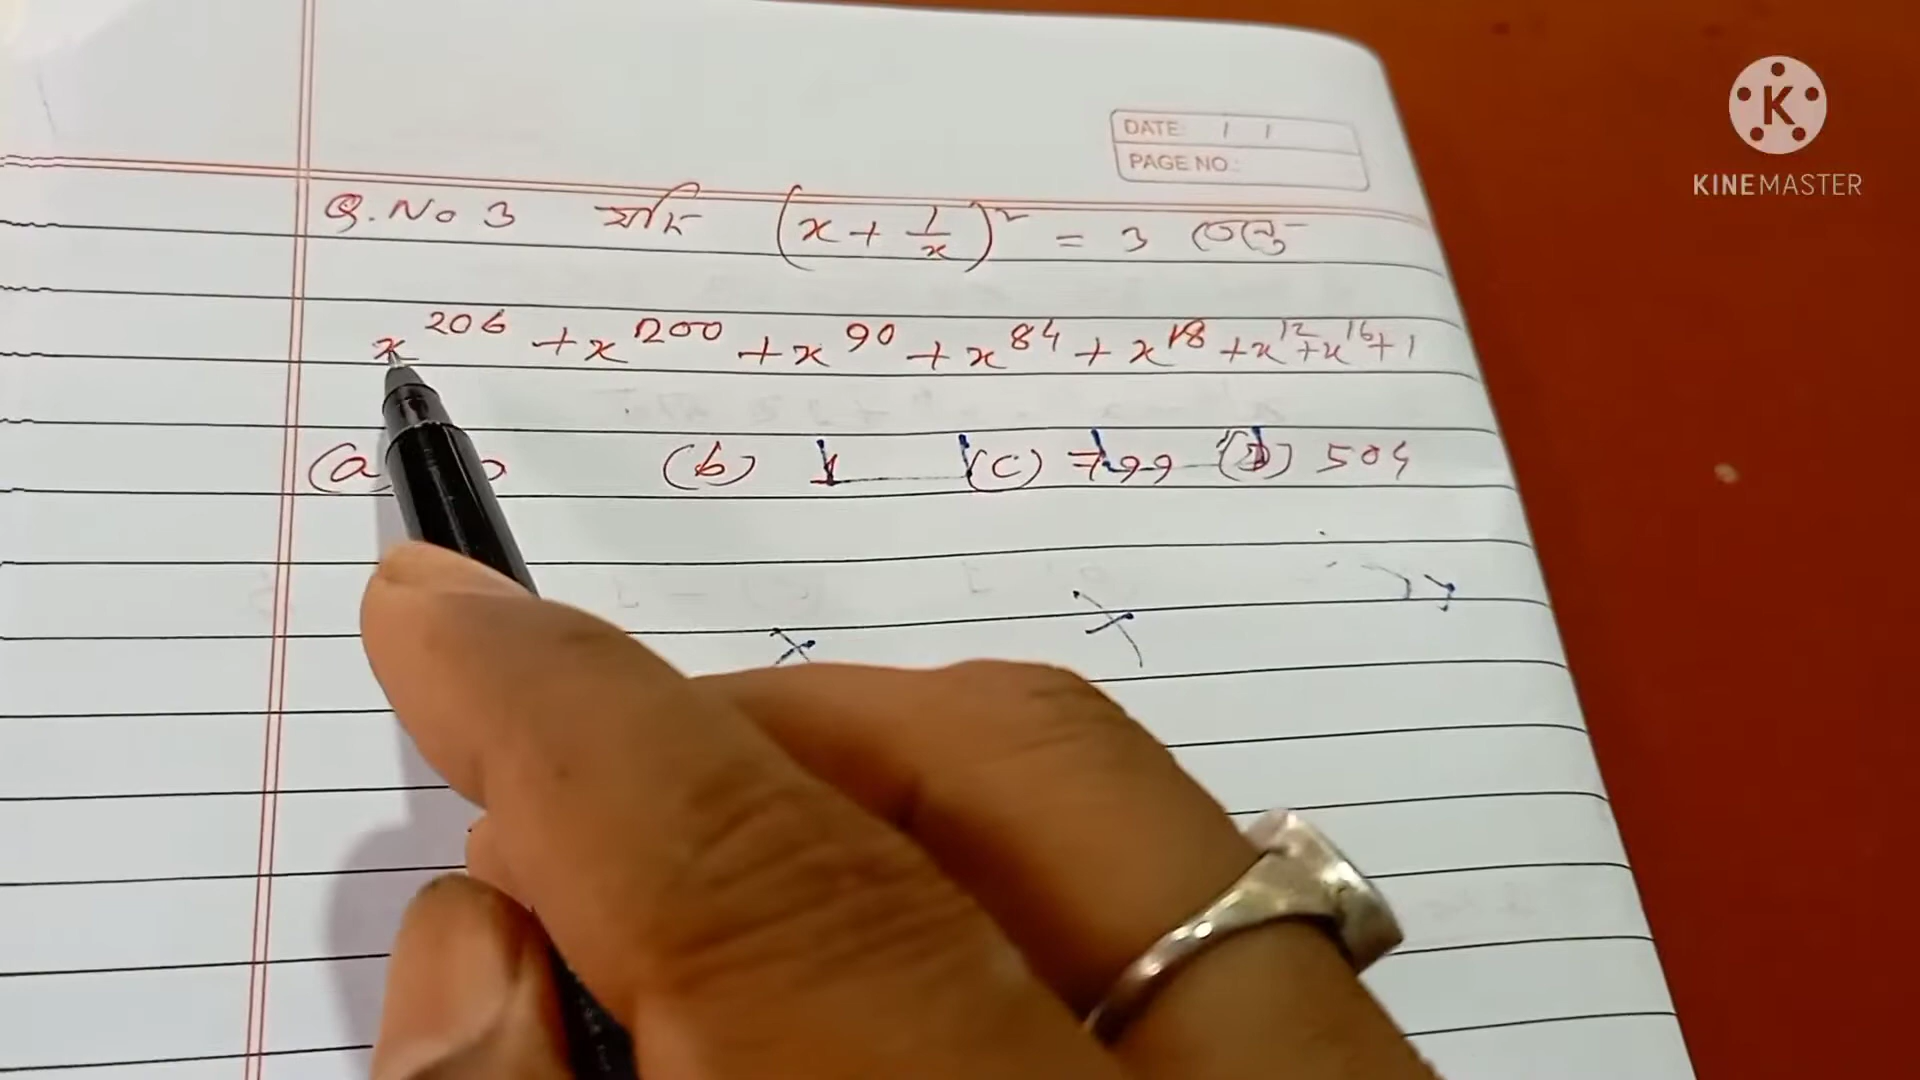 DATE: / /
PAGE NO.:
K
KINEMASTER
Q. No 3 যদি (x + 1/x)² = 3
x^206 + x^200 + x^90 + x^84 + x^18 + x^12 + x^16 + 1
(a) 0 (b) 1 (c) 799 (d) 504